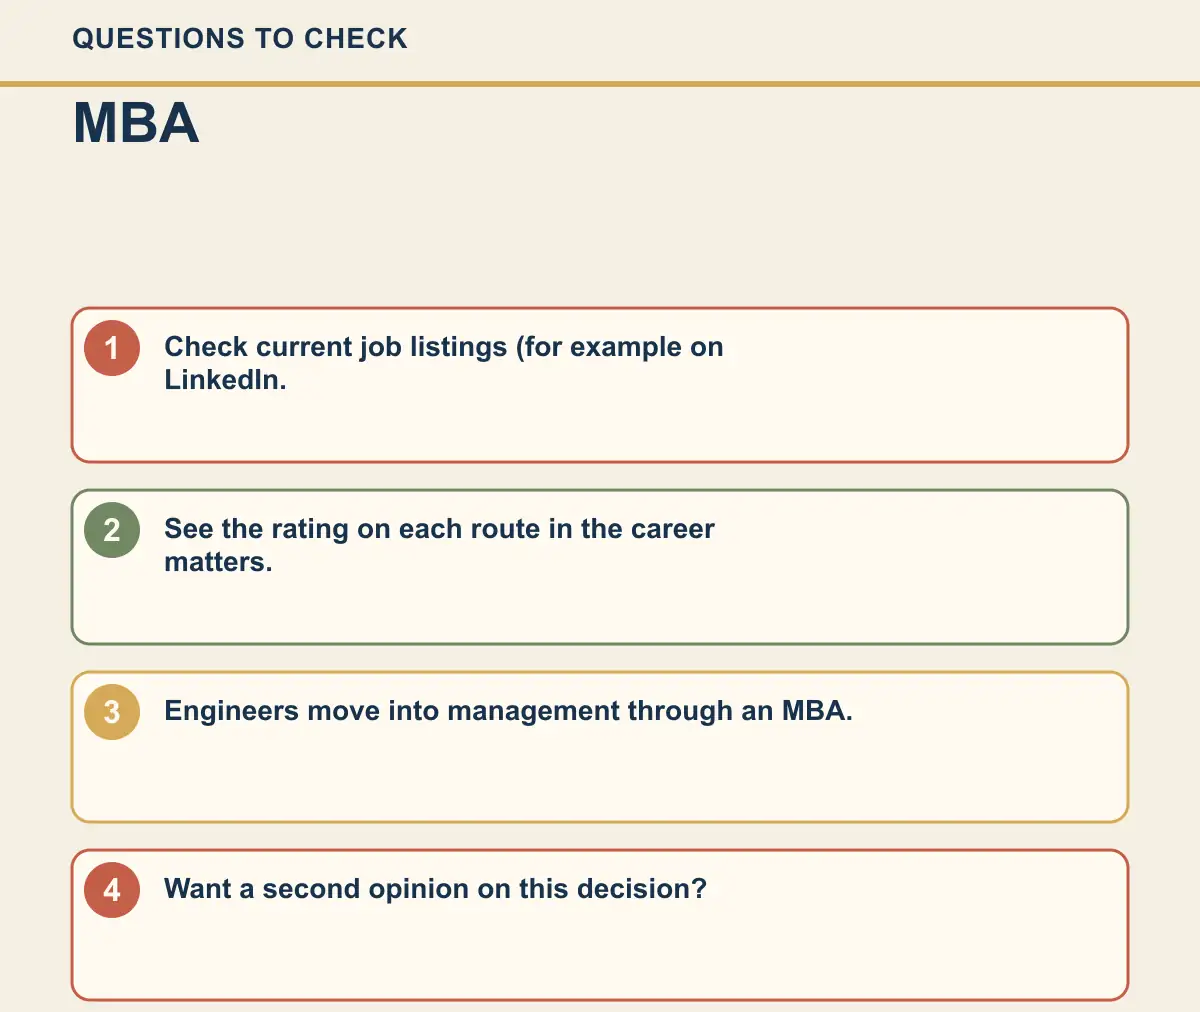 QUESTIONS TO CHECK
MBA
1
Check current job listings (for example on
LinkedIn.
2
See the rating on each route in the career
matters.
3
Engineers move into management through an MBA.
4
Want a second opinion on this decision?